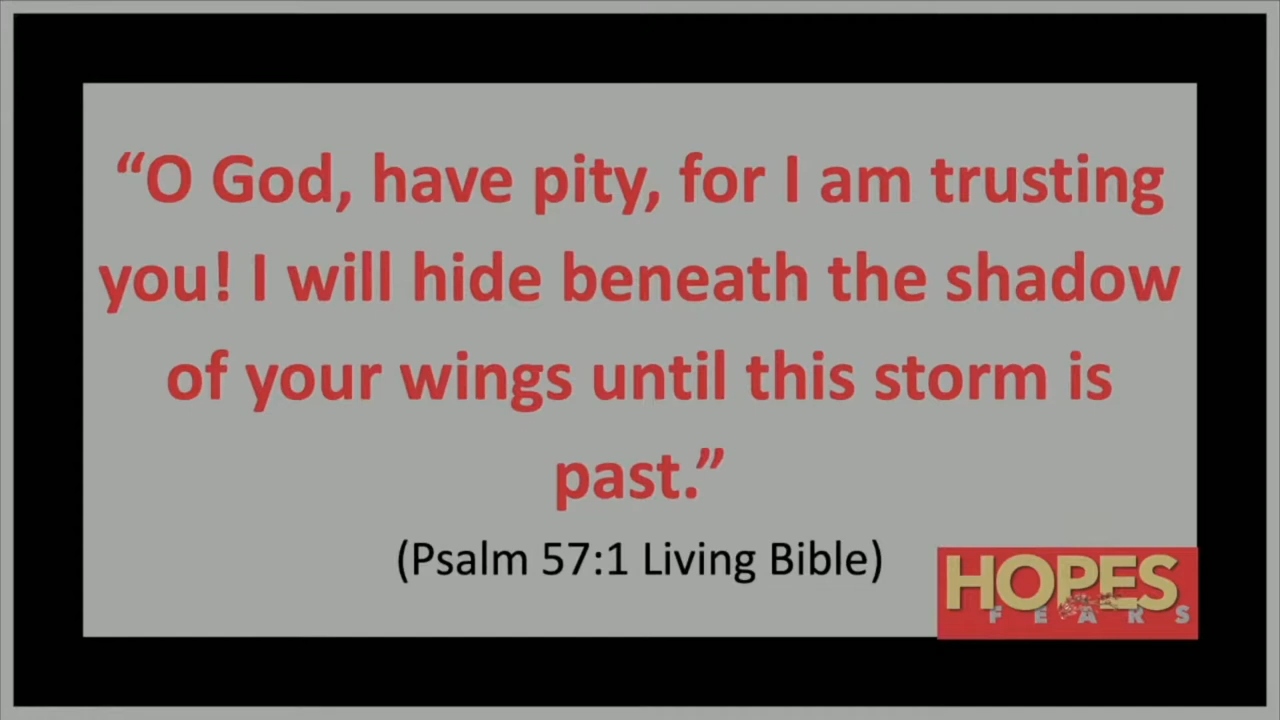 “O God, have pity, for I am trusting
you! I will hide beneath the shadow
of your wings until this storm is
past.”
(Psalm 57:1 Living Bible)
HOPES
FEARS